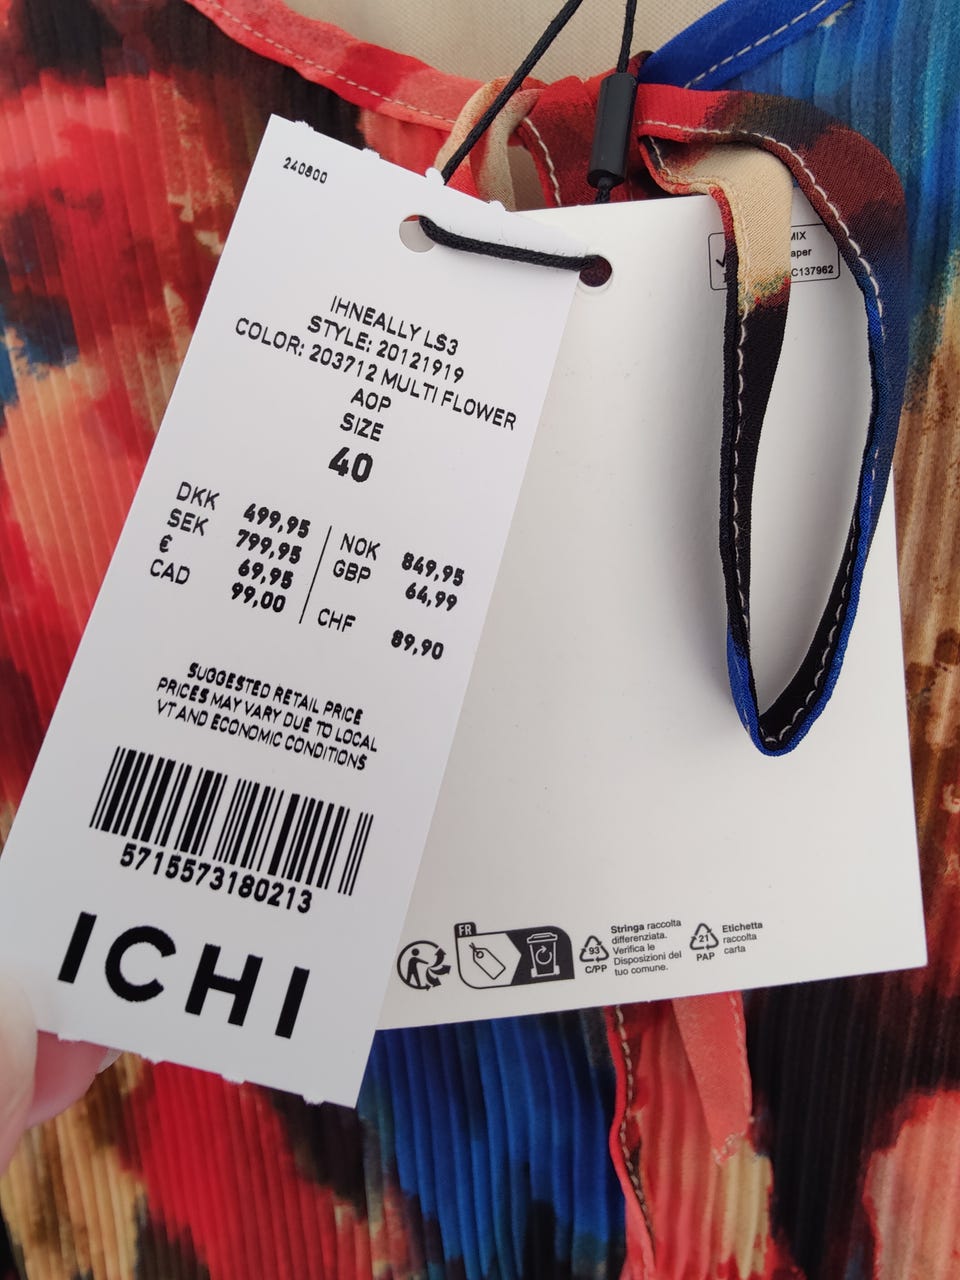 240800
IHNEALLY LS3
STYLE: 20121919
COLOR: 203712 MULTI FLOWER
AOP
SIZE
40
DKK 499,95
SEK 799,95
€ 69,95
CAD 99,00
NOK 849,95
GBP 64,99
CHF 89,90
SUGGESTED RETAIL PRICE
PRICES MAY VARY DUE TO LOCAL
VT AND ECONOMIC CONDITIONS
5715573180213
ICHI
MIX
C137962
FR
93
C/PP
Stringa raccolta
differenziata.
Verifica le
Disposizioni del
tuo comune.
21
PAP
Etichetta
raccolta
carta